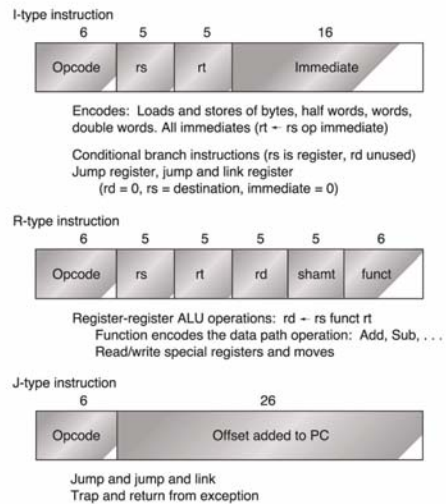 I-type instruction
6 5 5 16
Opcode rs rt Immediate
Encodes: Loads and stores of bytes, half words, words,
double words. All immediates (rt ← rs op immediate)
Conditional branch instructions (rs is register, rd unused)
Jump register, jump and link register
(rd = 0, rs = destination, immediate = 0)
R-type instruction
6 5 5 5 5 6
Opcode rs rt rd shamt funct
Register-register ALU operations: rd ← rs funct rt
Function encodes the data path operation: Add, Sub, . . .
Read/write special registers and moves
J-type instruction
6 26
Opcode Offset added to PC
Jump and jump and link
Trap and return from exception